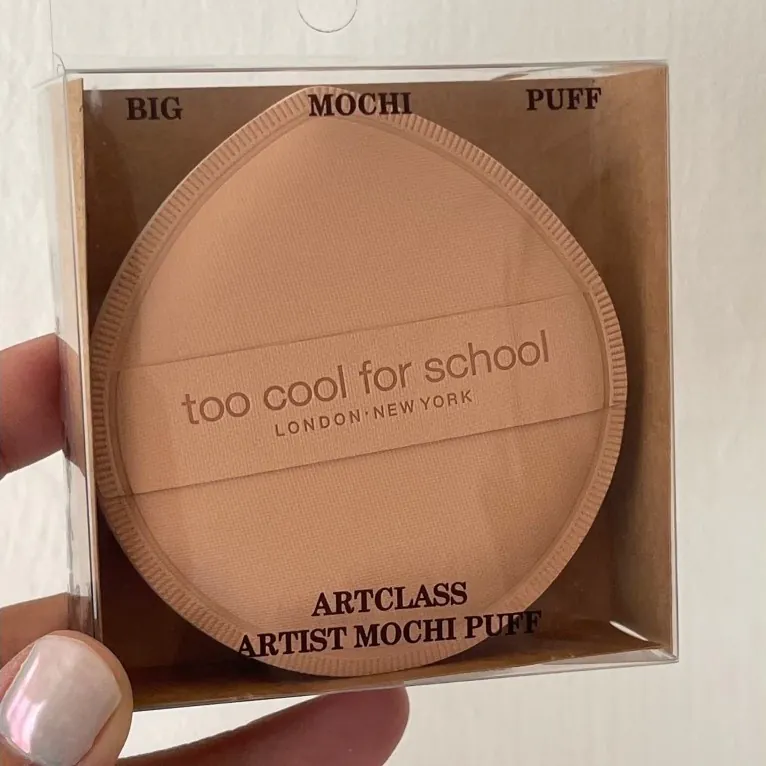 BIG MOCHI PUFF
too cool for school
LONDON·NEW YORK
ARTCLASS
ARTIST MOCHI PUFF